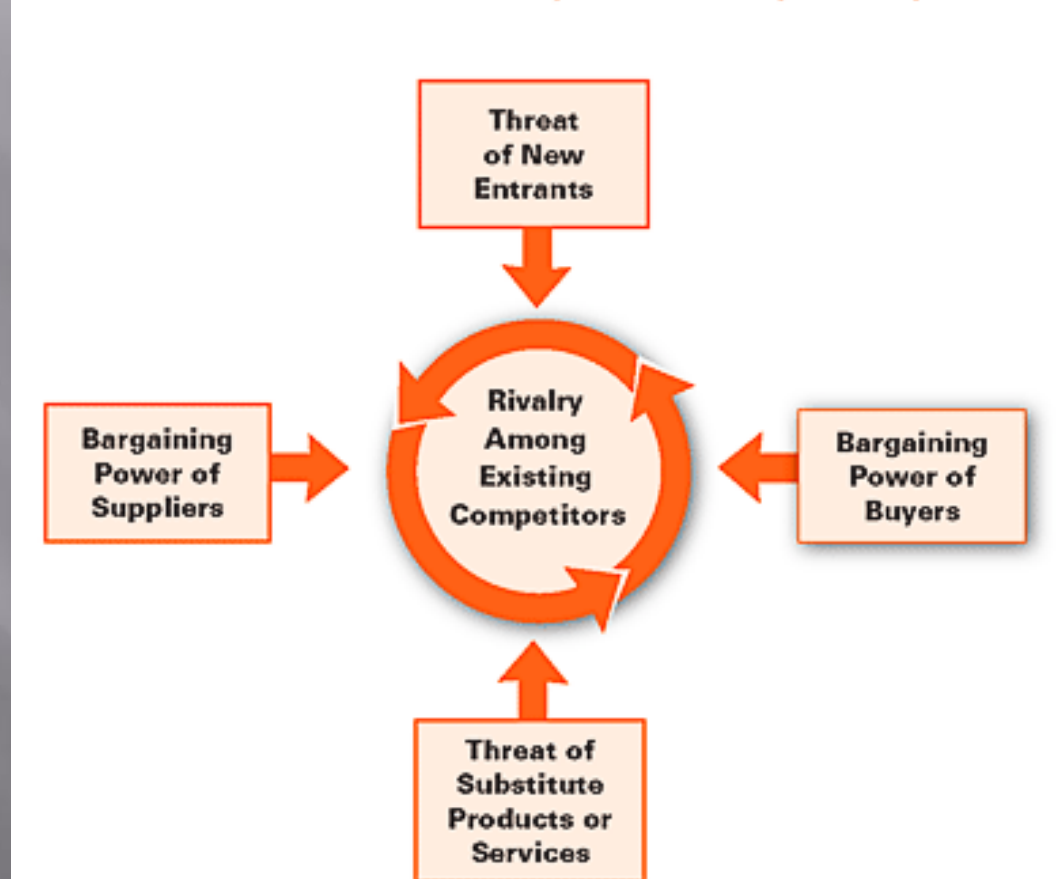 Threat
of New
Entrants
Rivalry
Among
Existing
Competitors
Bargaining
Power of
Suppliers
Bargaining
Power of
Buyers
Threat of
Substitute
Products or
Services